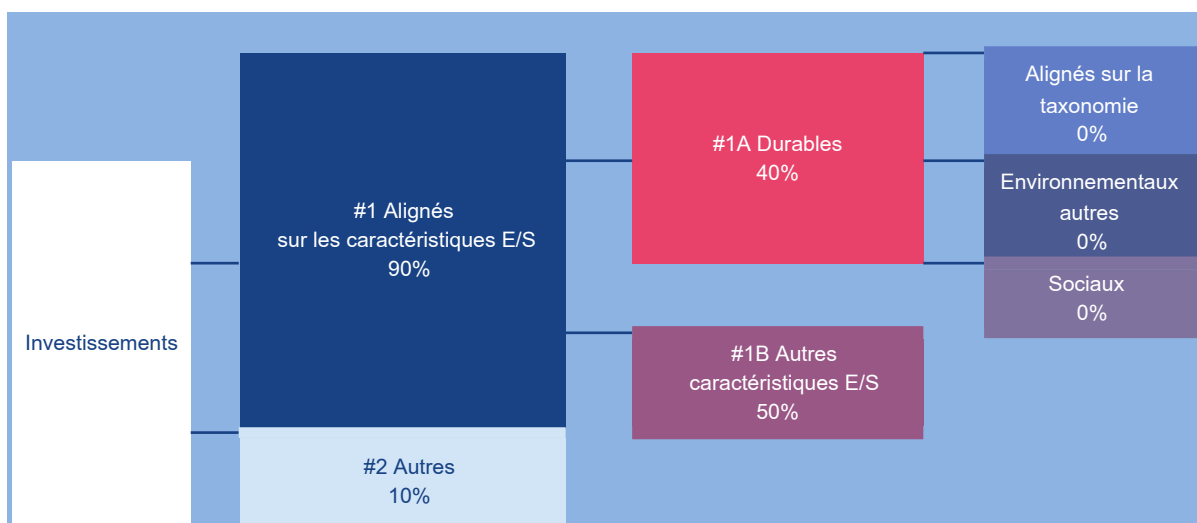 Investissements
#1 Alignés
sur les caractéristiques E/S
90%
#2 Autres
10%
#1A Durables
40%
#1B Autres
caractéristiques E/S
50%
Alignés sur la
taxonomie
0%
Environnementaux
autres
0%
Sociaux
0%